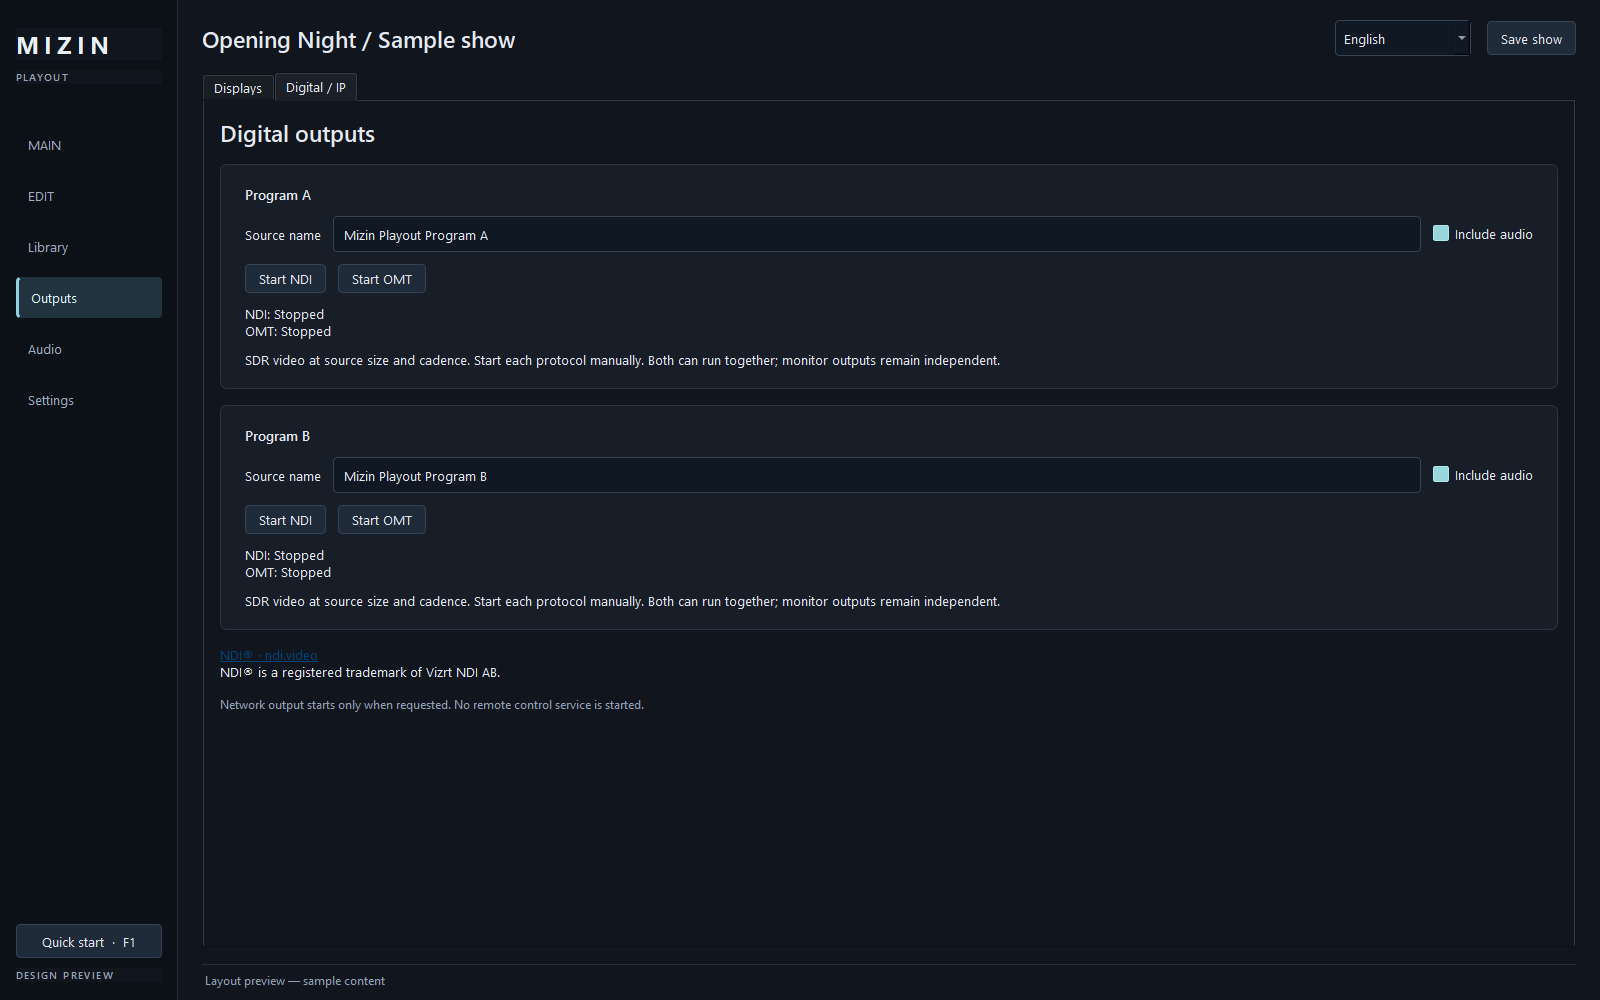 MIZIN
PLAYOUT
MAIN
EDIT
Library
Outputs
Audio
Settings
Quick start · F1
DESIGN PREVIEW
Opening Night / Sample show
English
Save show
Displays
Digital / IP
Digital outputs
Program A
Source name
Mizin Playout Program A
Include audio
Start NDI
Start OMT
NDI: Stopped
OMT: Stopped
SDR video at source size and cadence. Start each protocol manually. Both can run together; monitor outputs remain independent.
Program B
Source name
Mizin Playout Program B
Include audio
Start NDI
Start OMT
NDI: Stopped
OMT: Stopped
SDR video at source size and cadence. Start each protocol manually. Both can run together; monitor outputs remain independent.
NDI® - ndi.video
NDI® is a registered trademark of Vizrt NDI AB.
Network output starts only when requested. No remote control service is started.
Layout preview — sample content